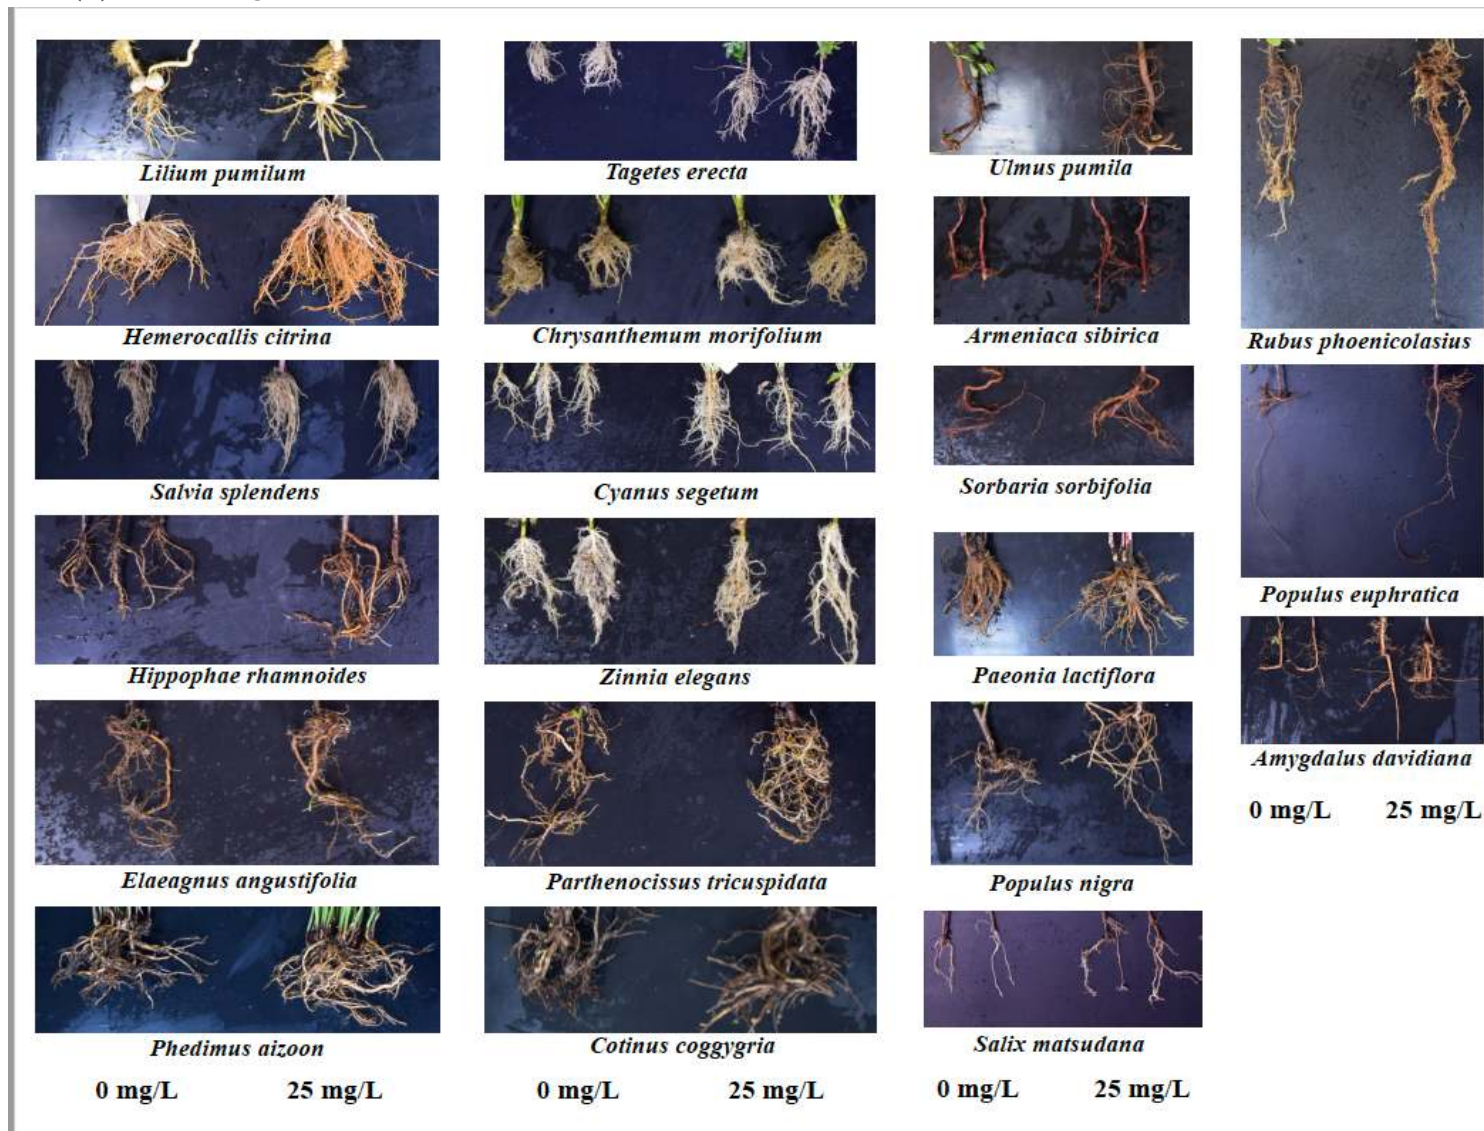 Lilium pumilum
Hemerocallis citrina
Salvia splendens
Hippophae rhamnoides
Elaeagnus angustifolia
Phedimus aizoon
0 mg/L 25 mg/L
Tagetes erecta
Chrysanthemum morifolium
Cyanus segetum
Zinnia elegans
Parthenocissus tricuspidata
Cotinus coggygria
0 mg/L 25 mg/L
Ulmus pumila
Armeniaca sibirica
Sorbaria sorbifolia
Paeonia lactiflora
Populus nigra
Salix matsudana
0 mg/L 25 mg/L
Rubus phoenicolasius
Populus euphratica
Amygdalus davidiana
0 mg/L 25 mg/L